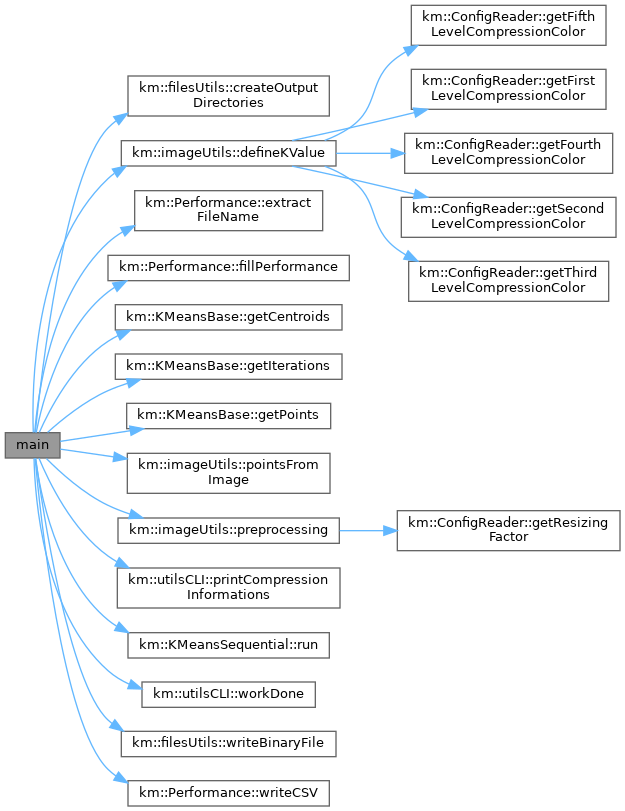 main
km::filesUtils::createOutput
Directories
km::imageUtils::defineKValue
km::Performance::extract
FileName
km::Performance::fillPerformance
km::KMeansBase::getCentroids
km::KMeansBase::getIterations
km::KMeansBase::getPoints
km::imageUtils::pointsFrom
Image
km::imageUtils::preprocessing
km::utilsCLI::printCompression
Informations
km::KMeansSequential::run
km::utilsCLI::workDone
km::filesUtils::writeBinaryFile
km::Performance::writeCSV
km::ConfigReader::getFifth
LevelCompressionColor
km::ConfigReader::getFirst
LevelCompressionColor
km::ConfigReader::getFourth
LevelCompressionColor
km::ConfigReader::getSecond
LevelCompressionColor
km::ConfigReader::getThird
LevelCompressionColor
km::ConfigReader::getResizing
Factor